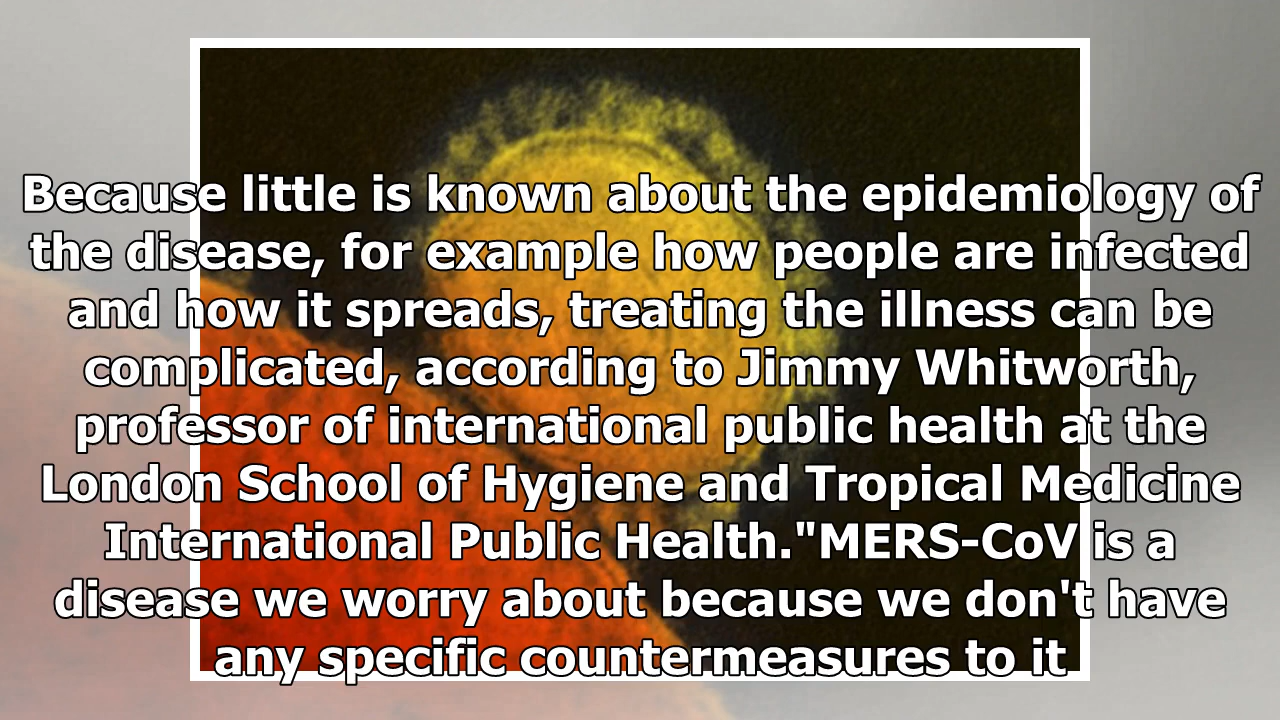 Because little is known about the epidemiology of
the disease, for example how people are infected
and how it spreads, treating the illness can be
complicated, according to Jimmy Whitworth,
professor of international public health at the
London School of Hygiene and Tropical Medicine
International Public Health."MERS-CoV is a
disease we worry about because we don't have
any specific countermeasures to it